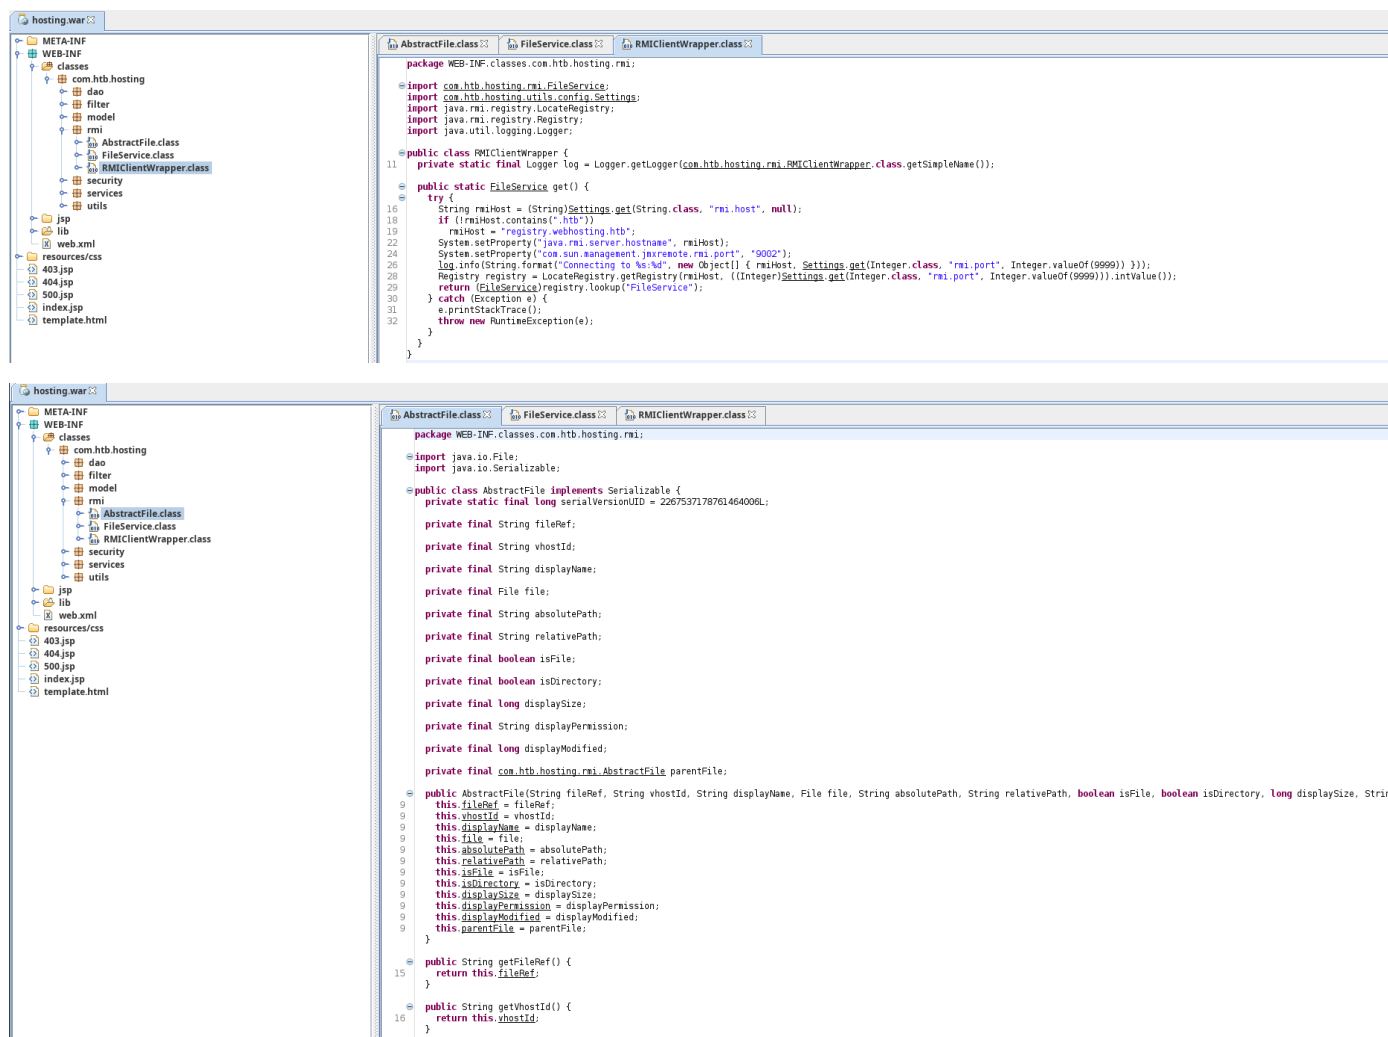 hosting.war
META-INF
WEB-INF
classes
com.htb.hosting
dao
filter
model
rmi
AbstractFile.class
FileService.class
RMIClientWrapper.class
security
services
utils
jsp
lib
web.xml
resources/css
403.jsp
404.jsp
500.jsp
index.jsp
template.html
AbstractFile.class FileService.class RMIClientWrapper.class
package WEB-INF.classes.com.htb.hosting.rmi;
import com.htb.hosting.rmi.FileService;
import com.htb.hosting.utils.config.Settings;
import java.rmi.registry.LocateRegistry;
import java.rmi.registry.Registry;
import java.util.logging.Logger;
public class RMIClientWrapper {
11 private static final Logger log = Logger.getLogger(com.htb.hosting.rmi.RMIClientWrapper.class.getSimpleName());
public static FileService get() {
try {
16 String rmiHost = (String)Settings.get(String.class, "rmi.host", null);
18 if (!rmiHost.contains(".htb"))
19 rmiHost = "registry.webhosting.htb";
22 System.setProperty("java.rmi.server.hostname", rmiHost);
24 System.setProperty("com.sun.management.jmxremote.rmi.port", "9002");
26 log.info(String.format("Connecting to %s:%d", new Object[] { rmiHost, Settings.get(Integer.class, "rmi.port", Integer.valueOf(9999)) }));
28 Registry registry = LocateRegistry.getRegistry(rmiHost, ((Integer)Settings.get(Integer.class, "rmi.port", Integer.valueOf(9999))).intValue());
29 return (FileService)registry.lookup("FileService");
30 } catch (Exception e) {
31 e.printStackTrace();
32 throw new RuntimeException(e);
}
}
}
hosting.war
META-INF
WEB-INF
classes
com.htb.hosting
dao
filter
model
rmi
AbstractFile.class
FileService.class
RMIClientWrapper.class
security
services
utils
jsp
lib
web.xml
resources/css
403.jsp
404.jsp
500.jsp
index.jsp
template.html
AbstractFile.class FileService.class RMIClientWrapper.class
package WEB-INF.classes.com.htb.hosting.rmi;
import java.io.File;
import java.io.Serializable;
public class AbstractFile implements Serializable {
private static final long serialVersionUID = 2267537178761464006L;
private final String fileRef;
private final String vhostId;
private final String displayName;
private final File file;
private final String absolutePath;
private final String relativePath;
private final boolean isFile;
private final boolean isDirectory;
private final long displaySize;
private final String displayPermission;
private final long displayModified;
private final com.htb.hosting.rmi.AbstractFile parentFile;
public AbstractFile(String fileRef, String vhostId, String displayName, File file, String absolutePath, String relativePath, boolean isFile, boolean isDirectory, long displaySize, Strin
9 this.fileRef = fileRef;
9 this.vhostId = vhostId;
9 this.displayName = displayName;
9 this.file = file;
9 this.absolutePath = absolutePath;
9 this.relativePath = relativePath;
9 this.isFile = isFile;
9 this.isDirectory = isDirectory;
9 this.displaySize = displaySize;
9 this.displayPermission = displayPermission;
9 this.displayModified = displayModified;
9 this.parentFile = parentFile;
}
public String getFileRef() {
15 return this.fileRef;
}
public String getVhostId() {
16 return this.vhostId;
}